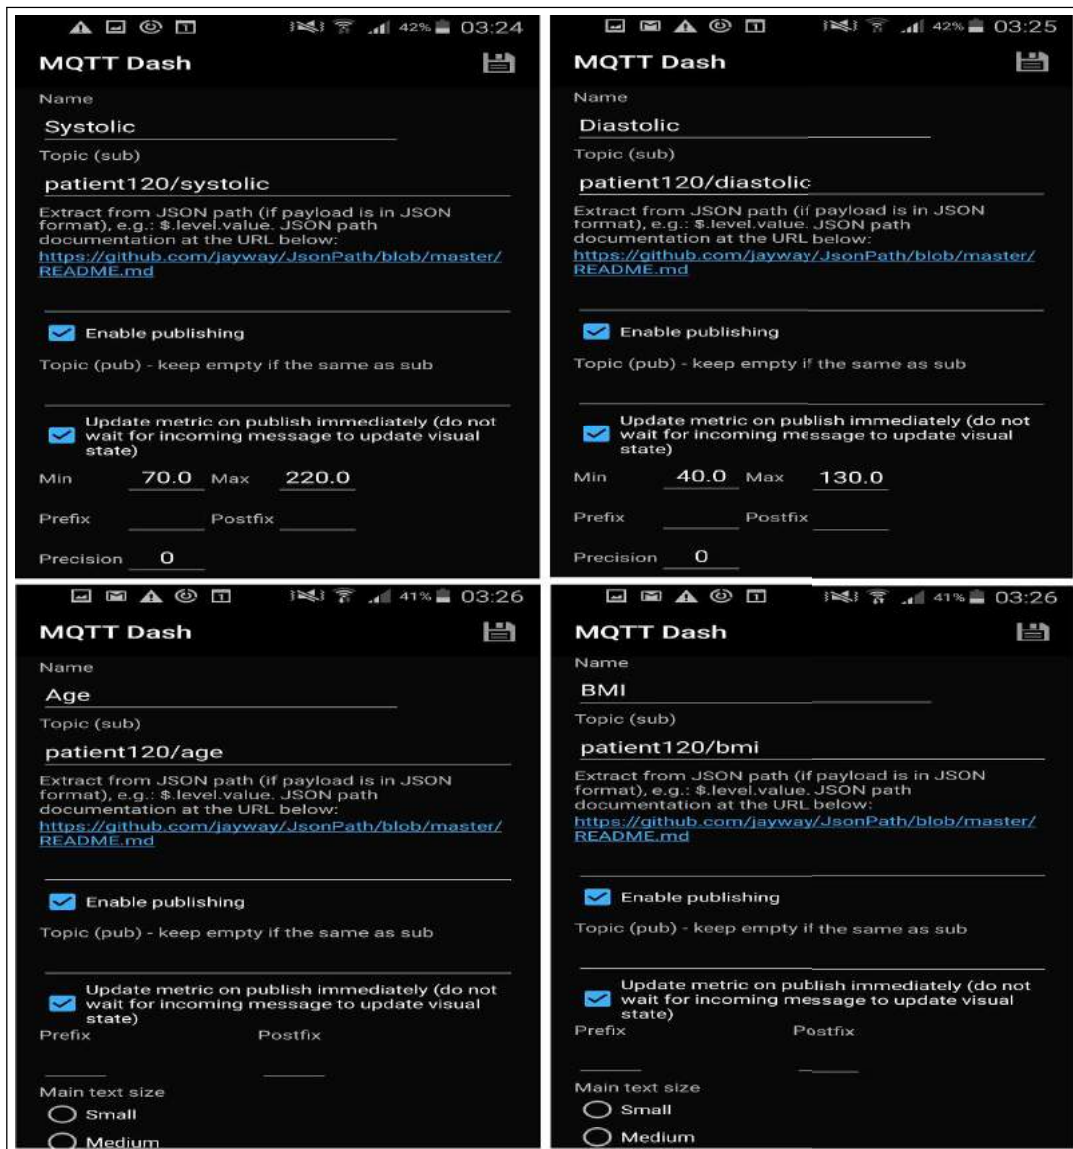 42% 03:24
MQTT Dash
Name
Systolic
Topic (sub)
patient120/systolic
Extract from JSON path (if payload is in JSON
format), e.g.: $.level.value. JSON path
documentation at the URL below:
https://github.com/jayway/JsonPath/blob/master/
README.md
Enable publishing
Topic (pub) - keep empty if the same as sub
Update metric on publish immediately (do not
wait for incoming message to update visual
state)
Min 70.0 Max 220.0
Prefix Postfix
Precision 0
42% 03:25
MQTT Dash
Name
Diastolic
Topic (sub)
patient120/diastolic
Extract from JSON path (if payload is in JSON
format), e.g.: $.level.value. JSON path
documentation at the URL below:
https://github.com/jayway/JsonPath/blob/master/
README.md
Enable publishing
Topic (pub) - keep empty if the same as sub
Update metric on publish immediately (do not
wait for incoming message to update visual
state)
Min 40.0 Max 130.0
Prefix Postfix
Precision 0
41% 03:26
MQTT Dash
Name
Age
Topic (sub)
patient120/age
Extract from JSON path (if payload is in JSON
format), e.g.: $.level.value. JSON path
documentation at the URL below:
https://github.com/jayway/JsonPath/blob/master/
README.md
Enable publishing
Topic (pub) - keep empty if the same as sub
Update metric on publish immediately (do not
wait for incoming message to update visual
state)
Prefix Postfix
Main text size
Small
Medium
41% 03:26
MQTT Dash
Name
BMI
Topic (sub)
patient120/bmi
Extract from JSON path (if payload is in JSON
format), e.g.: $.level.value. JSON path
documentation at the URL below:
https://github.com/jayway/JsonPath/blob/master/
README.md
Enable publishing
Topic (pub) - keep empty if the same as sub
Update metric on publish immediately (do not
wait for incoming message to update visual
state)
Prefix Postfix
Main text size
Small
Medium